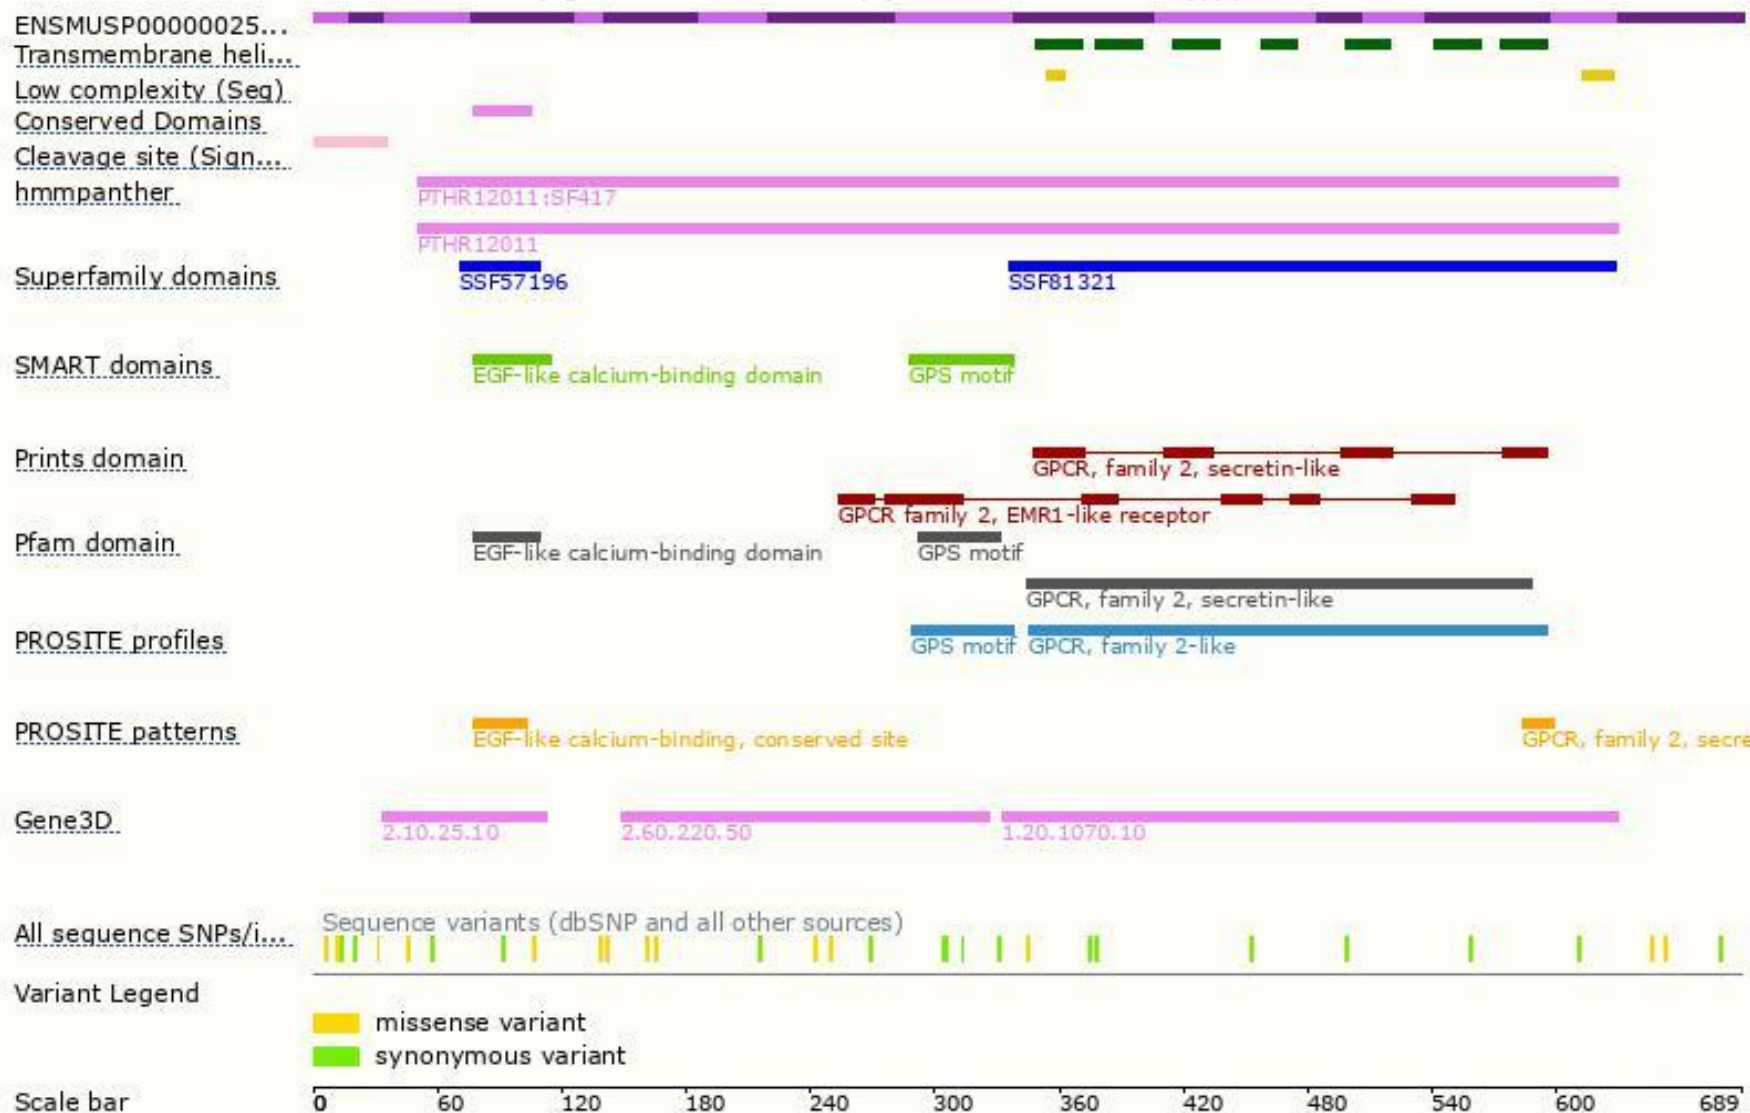 ENSMUSP00000025...
Transmembrane heli...
Low complexity (Seg)
Conserved Domains
Cleavage site (Sign...
hmmpanther
PTHR12011:SF417
PTHR12011
Superfamily domains
SSF57196 SSF81321
SMART domains
EGF-like calcium-binding domain GPS motif
Prints domain
GPCR, family 2, secretin-like
GPCR family 2, EMR1-like receptor
Pfam domain
EGF-like calcium-binding domain GPS motif
GPCR, family 2, secretin-like
PROSITE profiles
GPS motif GPCR, family 2-like
PROSITE patterns
EGF-like calcium-binding, conserved site GPCR, family 2, secre
Gene3D
2.10.25.10 2.60.220.50 1.20.1070.10
Sequence variants (dbSNP and all other sources)
All sequence SNPs/i...
Variant Legend
missense variant
synonymous variant
Scale bar 0 60 120 180 240 300 360 420 480 540 600 689